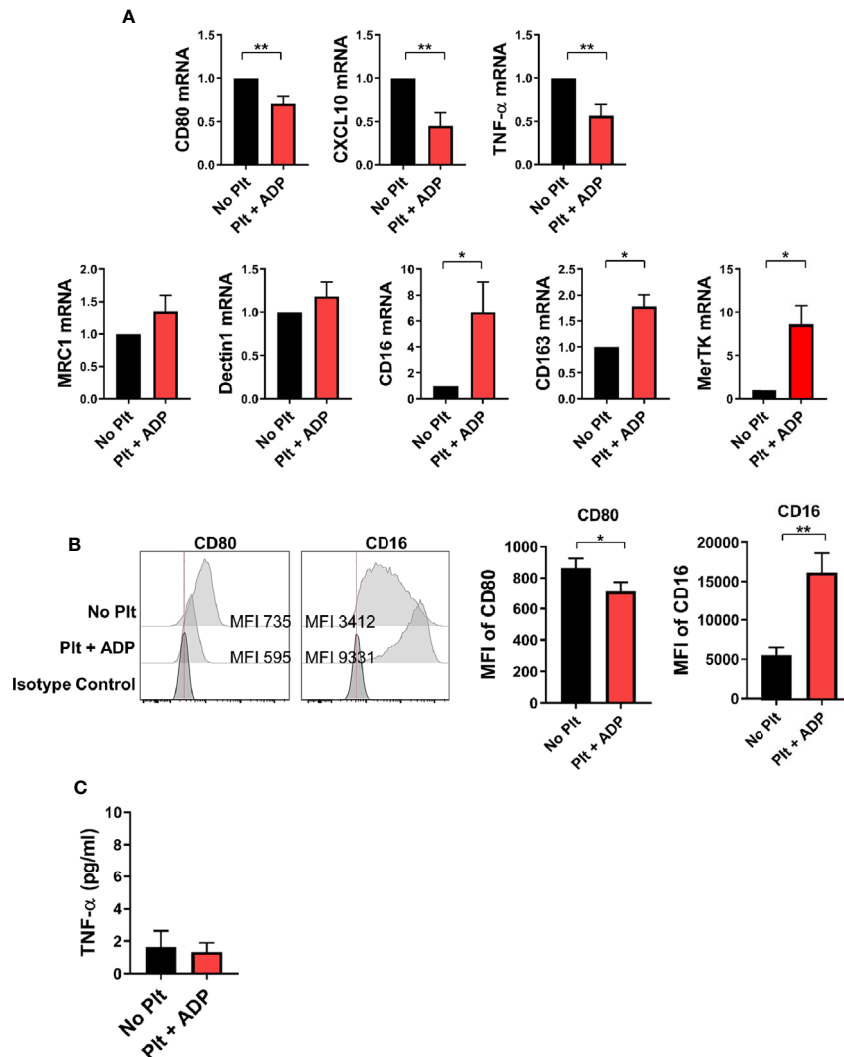 A
CD80 mRNA
1.5
1.0
0.5
0.0
**
No Plt
Plt + ADP
CXCL10 mRNA
1.5
1.0
0.5
0.0
**
No Plt
Plt + ADP
TNF-α mRNA
1.5
1.0
0.5
0.0
**
No Plt
Plt + ADP
MRC1 mRNA
2.0
1.5
1.0
0.5
0.0
No Plt
Plt + ADP
Dectin1 mRNA
1.5
1.0
0.5
0.0
No Plt
Plt + ADP
CD16 mRNA
10
8
6
4
2
0
*
No Plt
Plt + ADP
CD163 mRNA
2.5
2.0
1.5
1.0
0.5
0.0
*
No Plt
Plt + ADP
MerTK mRNA
15
10
5
0
*
No Plt
Plt + ADP
B
CD80
CD16
No Plt
MFI 735
MFI 3412
Plt + ADP
MFI 595
MFI 9331
Isotype Control
CD80
MFI of CD80
1000
800
600
400
200
0
*
No Plt
Plt + ADP
CD16
MFI of CD16
20000
15000
10000
5000
0
**
No Plt
Plt + ADP
C
TNF-α (pg/ml)
10
8
6
4
2
0
No Plt
Plt + ADP